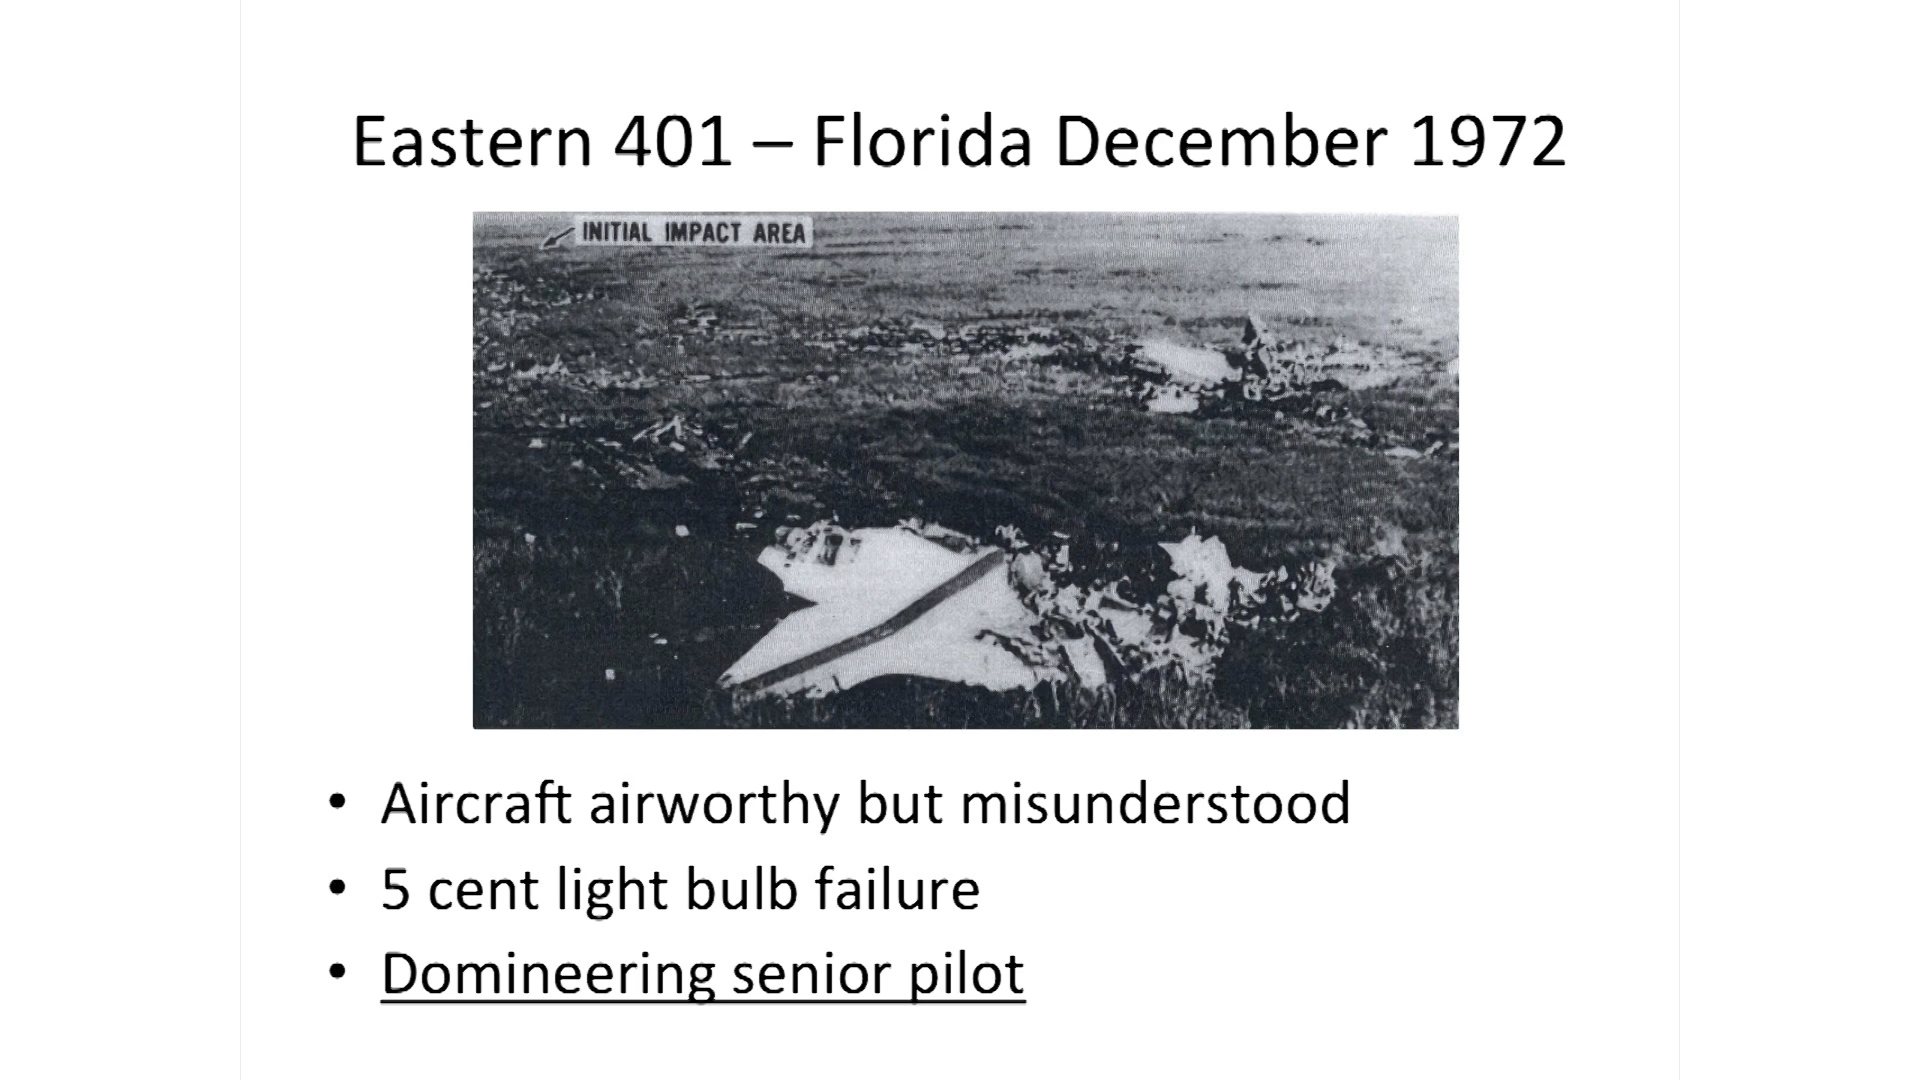 Eastern 401 – Florida December 1972
INITIAL IMPACT AREA
• Aircraft airworthy but misunderstood
• 5 cent light bulb failure
• Domineering senior pilot